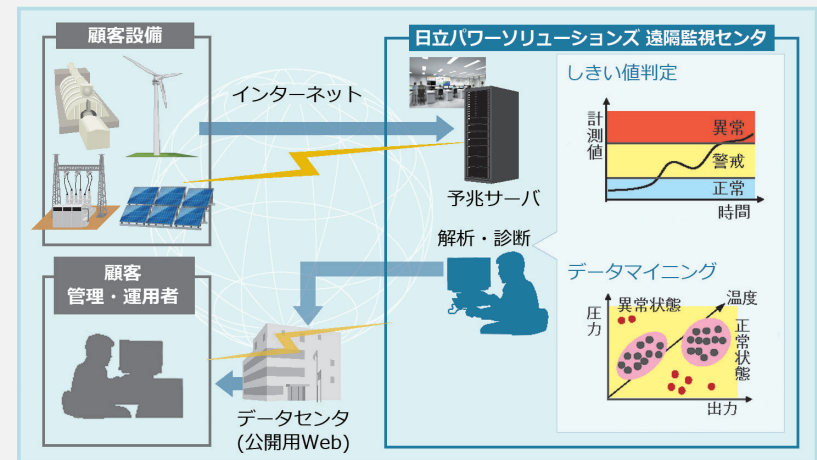 顧客設備
日立パワーソリューションズ 遠隔監視センタ
インターネット
予兆サーバ
解析・診断
しきい値判定
計測値
異常
警戒
正常
時間
データマイニング
圧力
異常状態
温度
正常状態
出力
顧客
管理・運用者
データセンタ
(公開用Web)